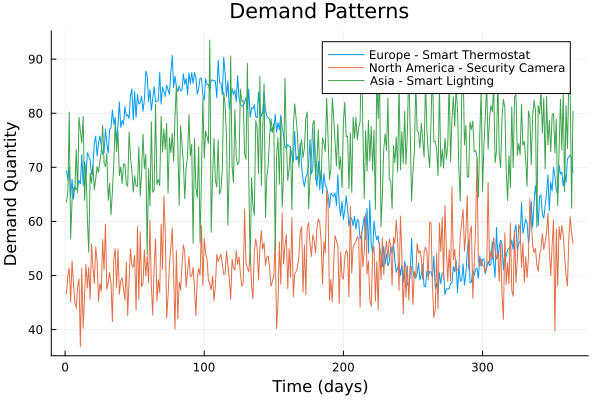 Demand Patterns
Demand Quantity
90
80
70
60
50
40
Europe - Smart Thermostat
North America - Security Camera
Asia - Smart Lighting
0
100
200
300
Time (days)